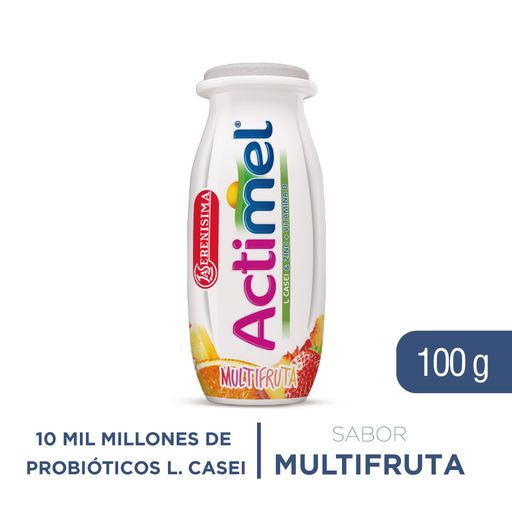 LA SERENISIMA
Actimel®
L CASEI & ZINC + VITAMINA D
MULTIFRUTA
100 g
10 MIL MILLONES DE
PROBIÓTICOS L. CASEI
SABOR
MULTIFRUTA